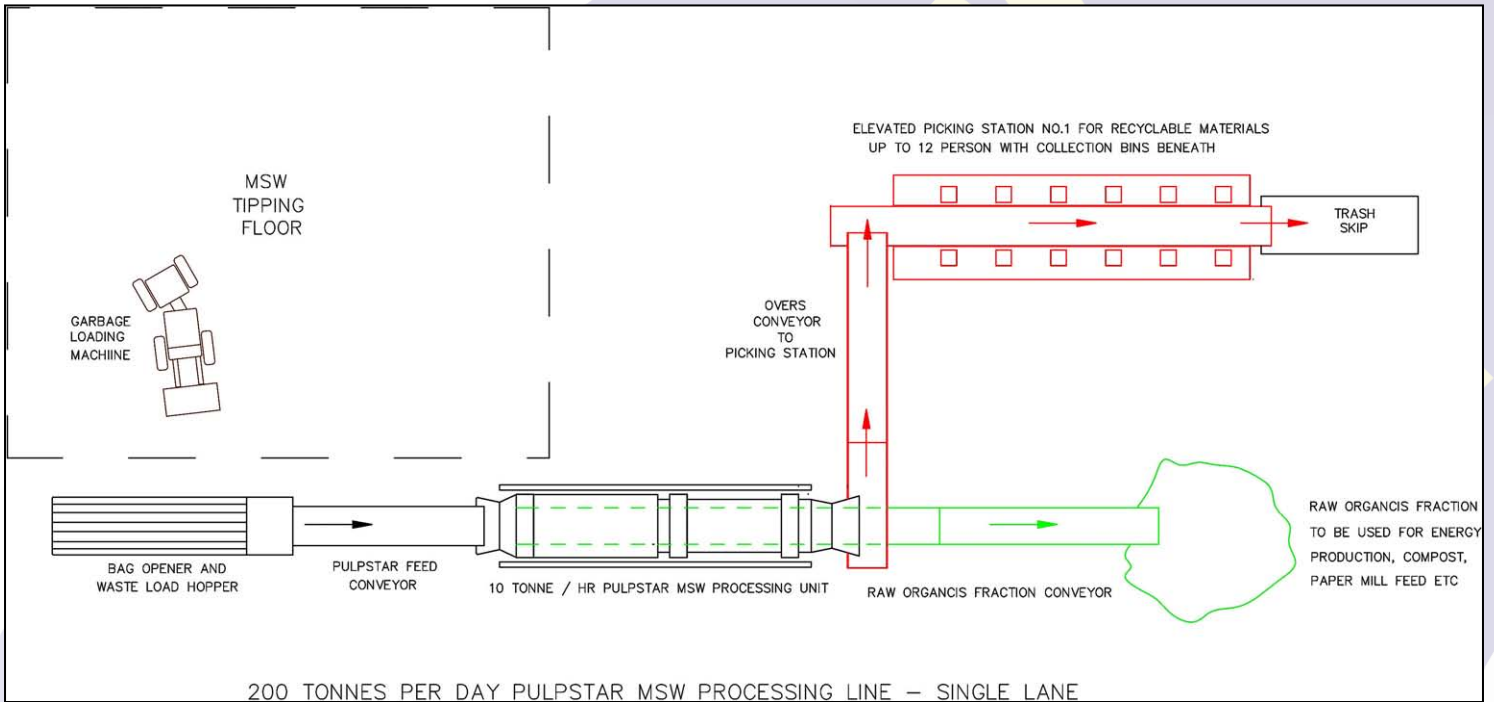 ELEVATED PICKING STATION NO.1 FOR RECYCLABLE MATERIALS
UP TO 12 PERSON WITH COLLECTION BINS BENEATH
MSW
TIPPING
FLOOR
TRASH
SKIP
GARBAGE
LOADING
MACHIINE
OVERS
CONVEYOR
TO
PICKING STATION
BAG OPENER AND
WASTE LOAD HOPPER
PULPSTAR FEED
CONVEYOR
10 TONNE / HR PULPSTAR MSW PROCESSING UNIT
RAW ORGANCIS FRACTION CONVEYOR
RAW ORGANCIS FRACTION
TO BE USED FOR ENERGY
PRODUCTION, COMPOST,
PAPER MILL FEED ETC
200 TONNES PER DAY PULPSTAR MSW PROCESSING LINE – SINGLE LANE